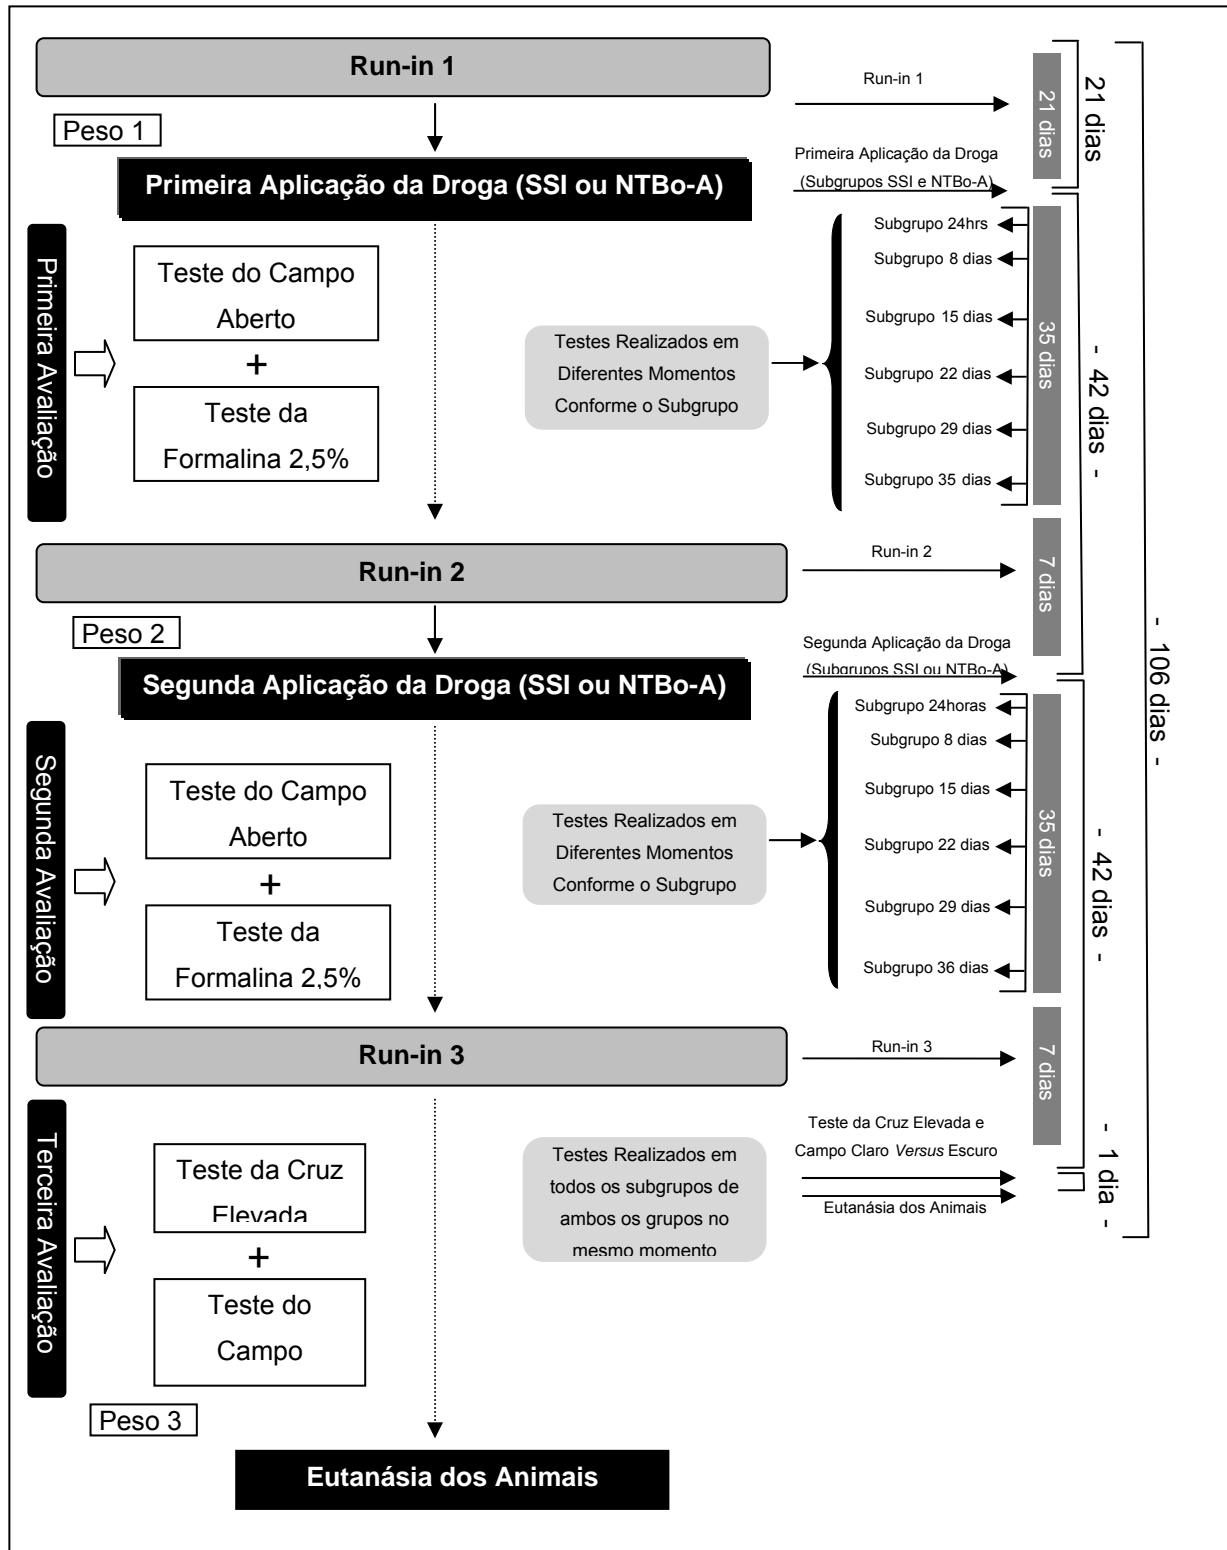 Run-in 1
Peso 1
Primeira Aplicação da Droga (SSI ou NTBo-A)
Primeira Avaliação
Teste do Campo
Aberto
+
Teste da
Formalina 2,5%
Testes Realizados em
Diferentes Momentos
Conforme o Subgrupo
Run-in 1
Primeira Aplicação da Droga
(Subgrupos SSI e NTBo-A)
Subgrupo 24hrs
Subgrupo 8 dias
Subgrupo 15 dias
Subgrupo 22 dias
Subgrupo 29 dias
Subgrupo 35 dias
21 dias
35 dias
21 dias
- 42 dias -
- 106 dias -
Run-in 2
Peso 2
Segunda Aplicação da Droga (SSI ou NTBo-A)
Segunda Avaliação
Teste do Campo
Aberto
+
Teste da
Formalina 2,5%
Testes Realizados em
Diferentes Momentos
Conforme o Subgrupo
Run-in 2
7 dias
Segunda Aplicação da Droga
(Subgrupos SSI ou NTBo-A)
Subgrupo 24horas
Subgrupo 8 dias
Subgrupo 15 dias
Subgrupo 22 dias
Subgrupo 29 dias
Subgrupo 36 dias
35 dias
- 42 dias -
Run-in 3
Run-in 3
7 dias
Terceira Avaliação
Teste da Cruz
Elevada
+
Teste do
Campo
Testes Realizados em
todos os subgrupos de
ambos os grupos no
mesmo momento
Teste da Cruz Elevada e
Campo Claro Versus Escuro
Eutanásia dos Animais
- 1 dia -
Peso 3
Eutanásia dos Animais